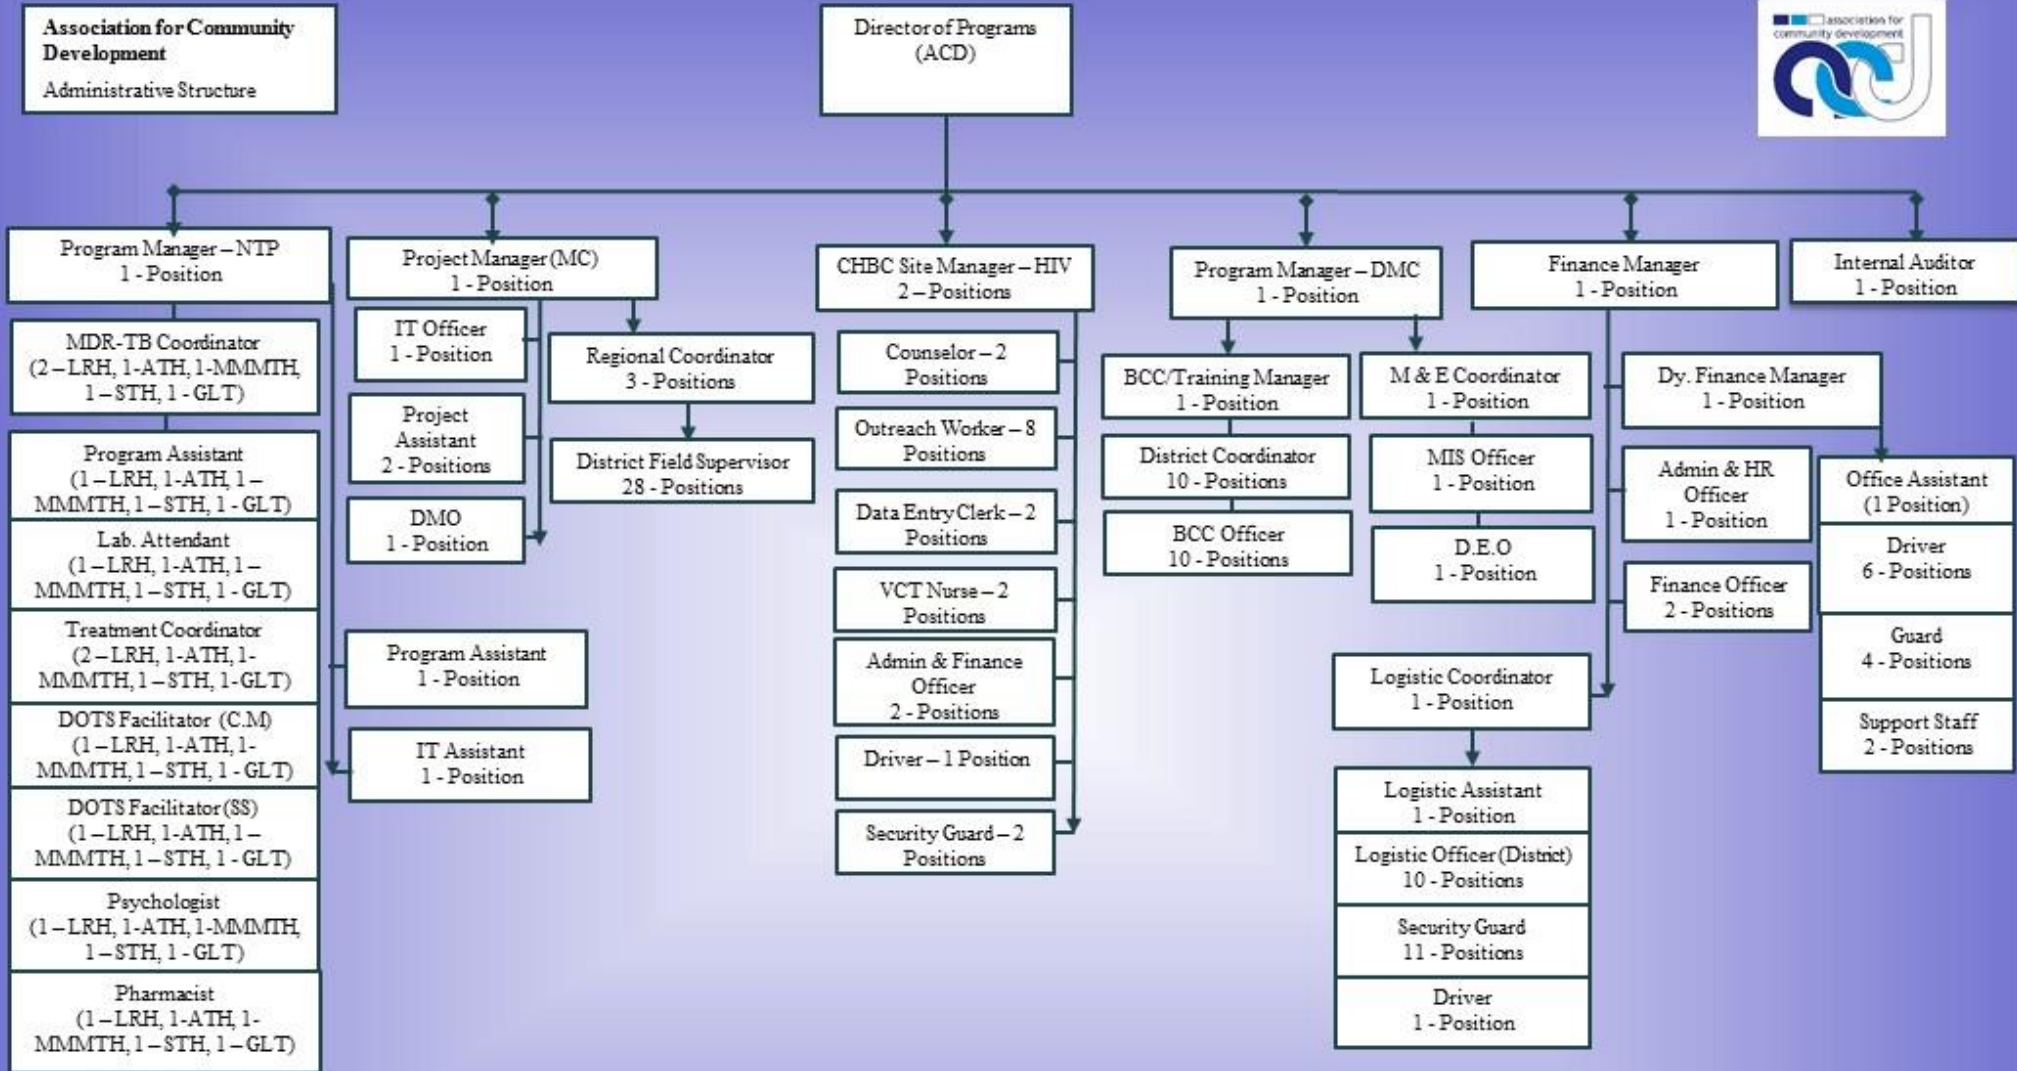 Association for Community
Development
Administrative Structure
Director of Programs
(ACD)
association for
community development
Program Manager – NTP
1 - Position
MDR-TB Coordinator
(2 – LRH, 1-ATH, 1-MMMTH,
1 – STH, 1 - GLT)
Program Assistant
(1 – LRH, 1-ATH, 1 –
MMMTH, 1 – STH, 1 - GLT)
Lab. Attendant
(1 – LRH, 1-ATH, 1 –
MMMTH, 1 – STH, 1 - GLT)
Treatment Coordinator
(2 – LRH, 1-ATH, 1-
MMMTH, 1 – STH, 1-GLT)
DOTS Facilitator (C.M)
(1 – LRH, 1-ATH, 1-
MMMTH, 1 – STH, 1 - GLT)
DOTS Facilitator (SS)
(1 – LRH, 1-ATH, 1 –
MMMTH, 1 – STH, 1 - GLT)
Psychologist
(1 – LRH, 1-ATH, 1-MMMTH,
1 – STH, 1 - GLT)
Pharmacist
(1 – LRH, 1-ATH, 1-
MMMTH, 1 – STH, 1 – GLT)
Project Manager (MC)
1 - Position
IT Officer
1 - Position
Project
Assistant
2 - Positions
DMO
1 - Position
Regional Coordinator
3 - Positions
District Field Supervisor
28 - Positions
Program Assistant
1 - Position
IT Assistant
1 - Position
CHBC Site Manager – HIV
2 – Positions
Counselor – 2
Positions
Outreach Worker – 8
Positions
Data Entry Clerk – 2
Positions
VCT Nurse – 2
Positions
Admin & Finance
Officer
2 - Positions
Driver – 1 Position
Security Guard – 2
Positions
Program Manager – DMC
1 - Position
BCC/Training Manager
1 - Position
District Coordinator
10 - Positions
BCC Officer
10 - Positions
M & E Coordinator
1 - Position
MIS Officer
1 - Position
D.E.O
1 - Position
Finance Manager
1 - Position
Dy. Finance Manager
1 - Position
Admin & HR
Officer
1 - Position
Finance Officer
2 - Positions
Logistic Coordinator
1 - Position
Logistic Assistant
1 - Position
Logistic Officer (District)
10 - Positions
Security Guard
11 - Positions
Driver
1 - Position
Office Assistant
(1 Position)
Driver
6 - Positions
Guard
4 - Positions
Support Staff
2 - Positions
Internal Auditor
1 - Position